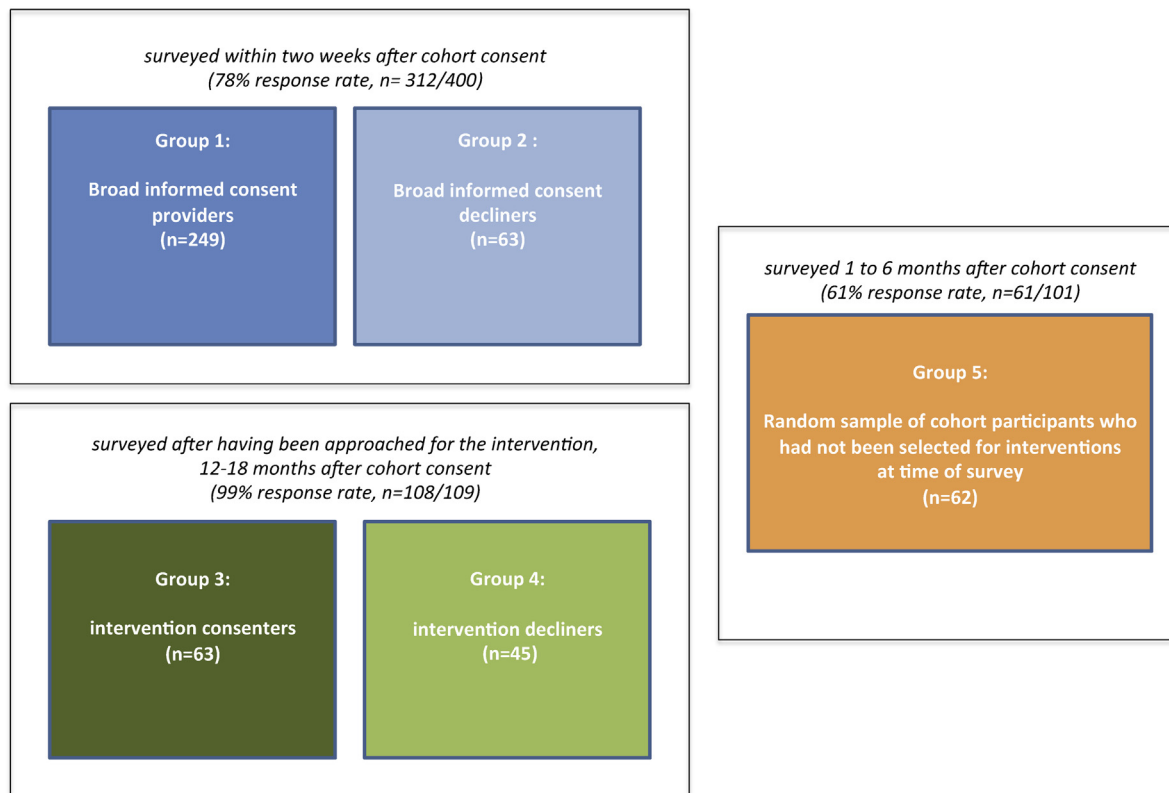 surveyed within two weeks after cohort consent
(78% response rate, n= 312/400)
Group 1:
Broad informed consent
providers
(n=249)
Group 2 :
Broad informed consent
decliners
(n=63)
surveyed after having been approached for the intervention,
12-18 months after cohort consent
(99% response rate, n=108/109)
Group 3:
intervention consenters
(n=63)
Group 4:
intervention decliners
(n=45)
surveyed 1 to 6 months after cohort consent
(61% response rate, n=61/101)
Group 5:
Random sample of cohort participants who
had not been selected for interventions
at time of survey
(n=62)